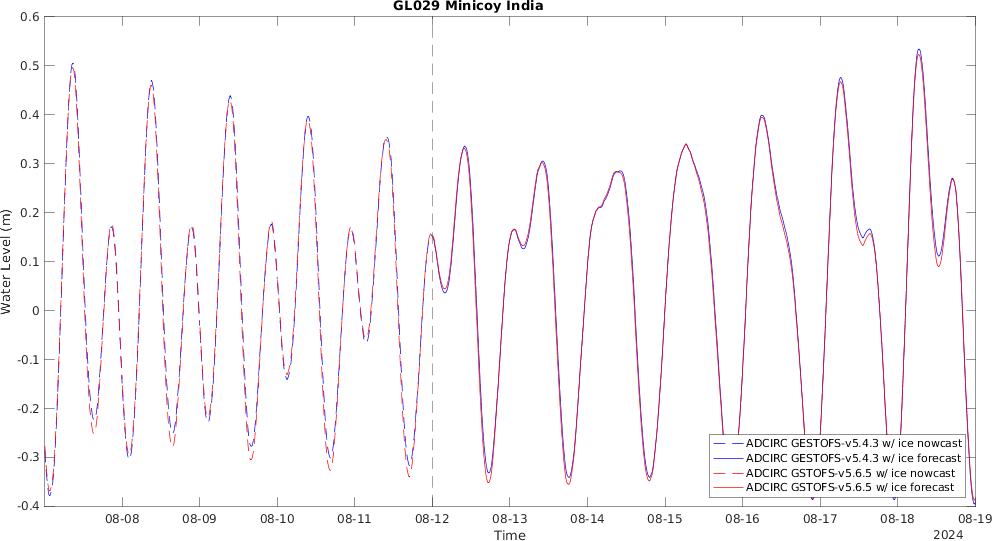 GL029 Minicoy India
0.6
0.5
0.4
0.3
0.2
0.1
0
-0.1
-0.2
-0.3
-0.4
Water Level (m)
ADCIRC GESTOFS-v5.4.3 w/ ice nowcast
ADCIRC GESTOFS-v5.4.3 w/ ice forecast
ADCIRC GSTOFS-v5.6.5 w/ ice nowcast
ADCIRC GSTOFS-v5.6.5 w/ ice forecast
08-08 08-09 08-10 08-11 08-12 08-13 08-14 08-15 08-16 08-17 08-18 08-19
Time
2024